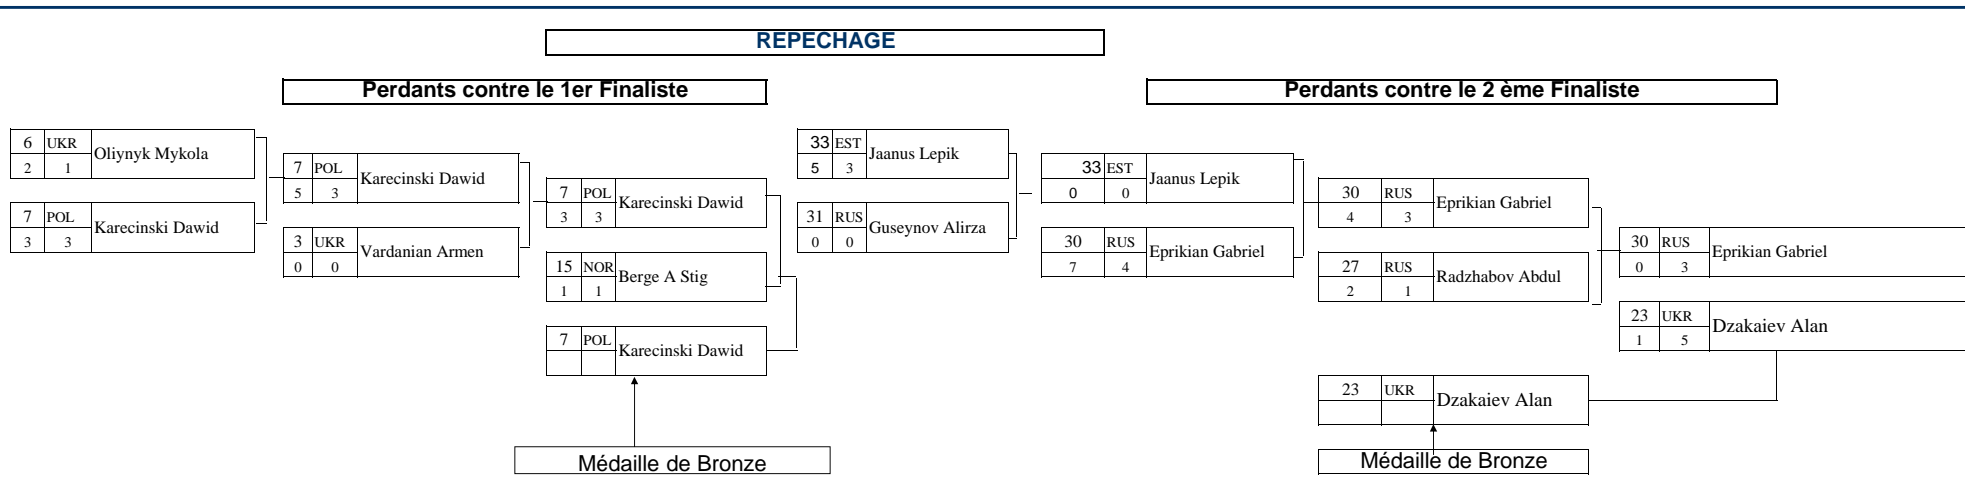 REPECHAGE
Perdants contre le 1er Finaliste
Perdants contre le 2 ème Finaliste
6 UKR Oliynyk Mykola
2 1
7 POL Karecinski Dawid
3 3
7 POL Karecinski Dawid
5 3
3 UKR Vardanian Armen
0 0
7 POL Karecinski Dawid
3 3
15 NOR Berge A Stig
1 1
7 POL Karecinski Dawid
Médaille de Bronze
33 EST Jaanus Lepik
5 3
31 RUS Guseynov Alirza
0 0
33 EST Jaanus Lepik
0 0
30 RUS Eprikian Gabriel
7 4
30 RUS Eprikian Gabriel
4 3
27 RUS Radzhabov Abdul
2 1
30 RUS Eprikian Gabriel
0 3
23 UKR Dzakaiev Alan
1 5
23 UKR Dzakaiev Alan
Médaille de Bronze